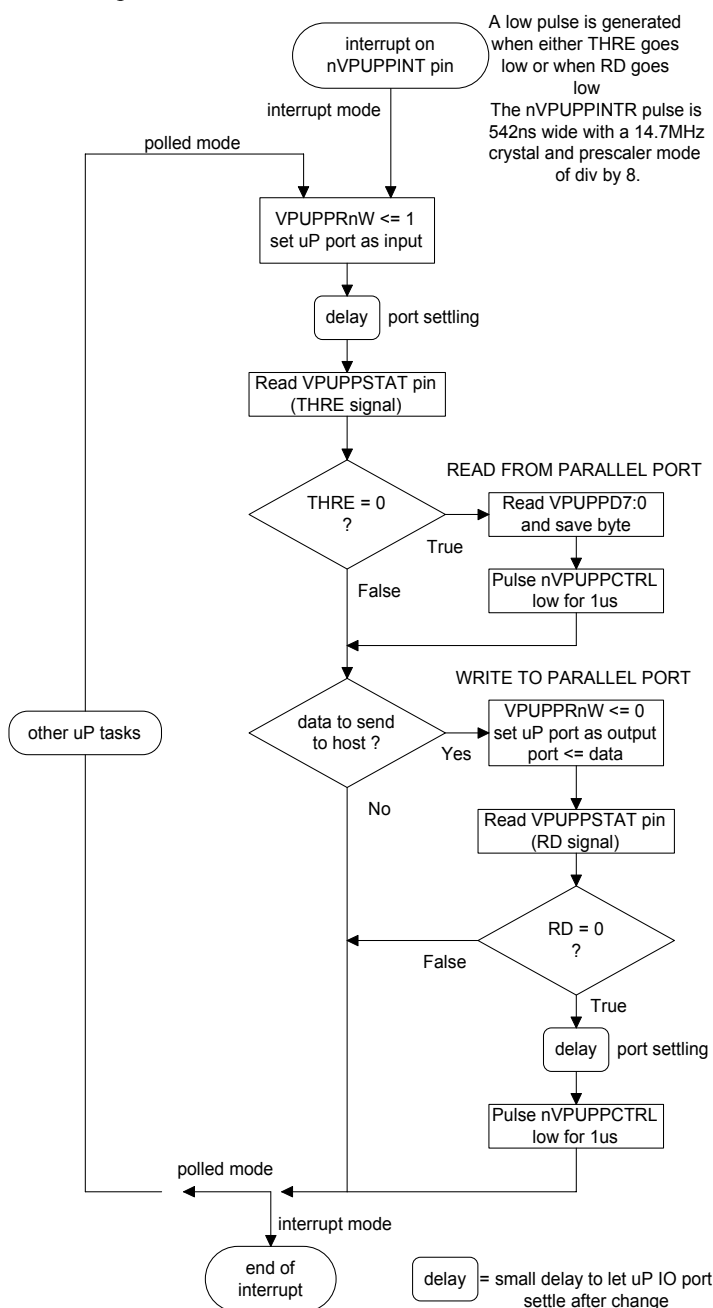 interrupt on
nVPUPPINT pin
A low pulse is generated
when either THRE goes
low or when RD goes
low
The nVPUPPINTR pulse is
542ns wide with a 14.7MHz
crystal and prescaler mode
of div by 8.
interrupt mode
polled mode
VPUPPRnW <= 1
set uP port as input
delay
port settling
Read VPUPPSTAT pin
(THRE signal)
READ FROM PARALLEL PORT
THRE = 0
?
True
False
Read VPUPPD7:0
and save byte
Pulse nVPUPPCTRL
low for 1us
WRITE TO PARALLEL PORT
other uP tasks
data to send
to host ?
Yes
No
VPUPPRnW <= 0
set uP port as output
port <= data
Read VPUPPSTAT pin
(RD signal)
RD = 0
?
False
True
delay
port settling
Pulse nVPUPPCTRL
low for 1us
polled mode
interrupt mode
end of
interrupt
delay
= small delay to let uP IO port
settle after change